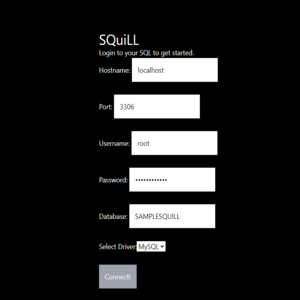 SQuiLL
Login to your SQL to get started.
Hostname: localhost
Port: 3306
Username: root
Password: ••••••••••••
Database: SAMPLESQUILL
Select Driver: MySQL
Connect!